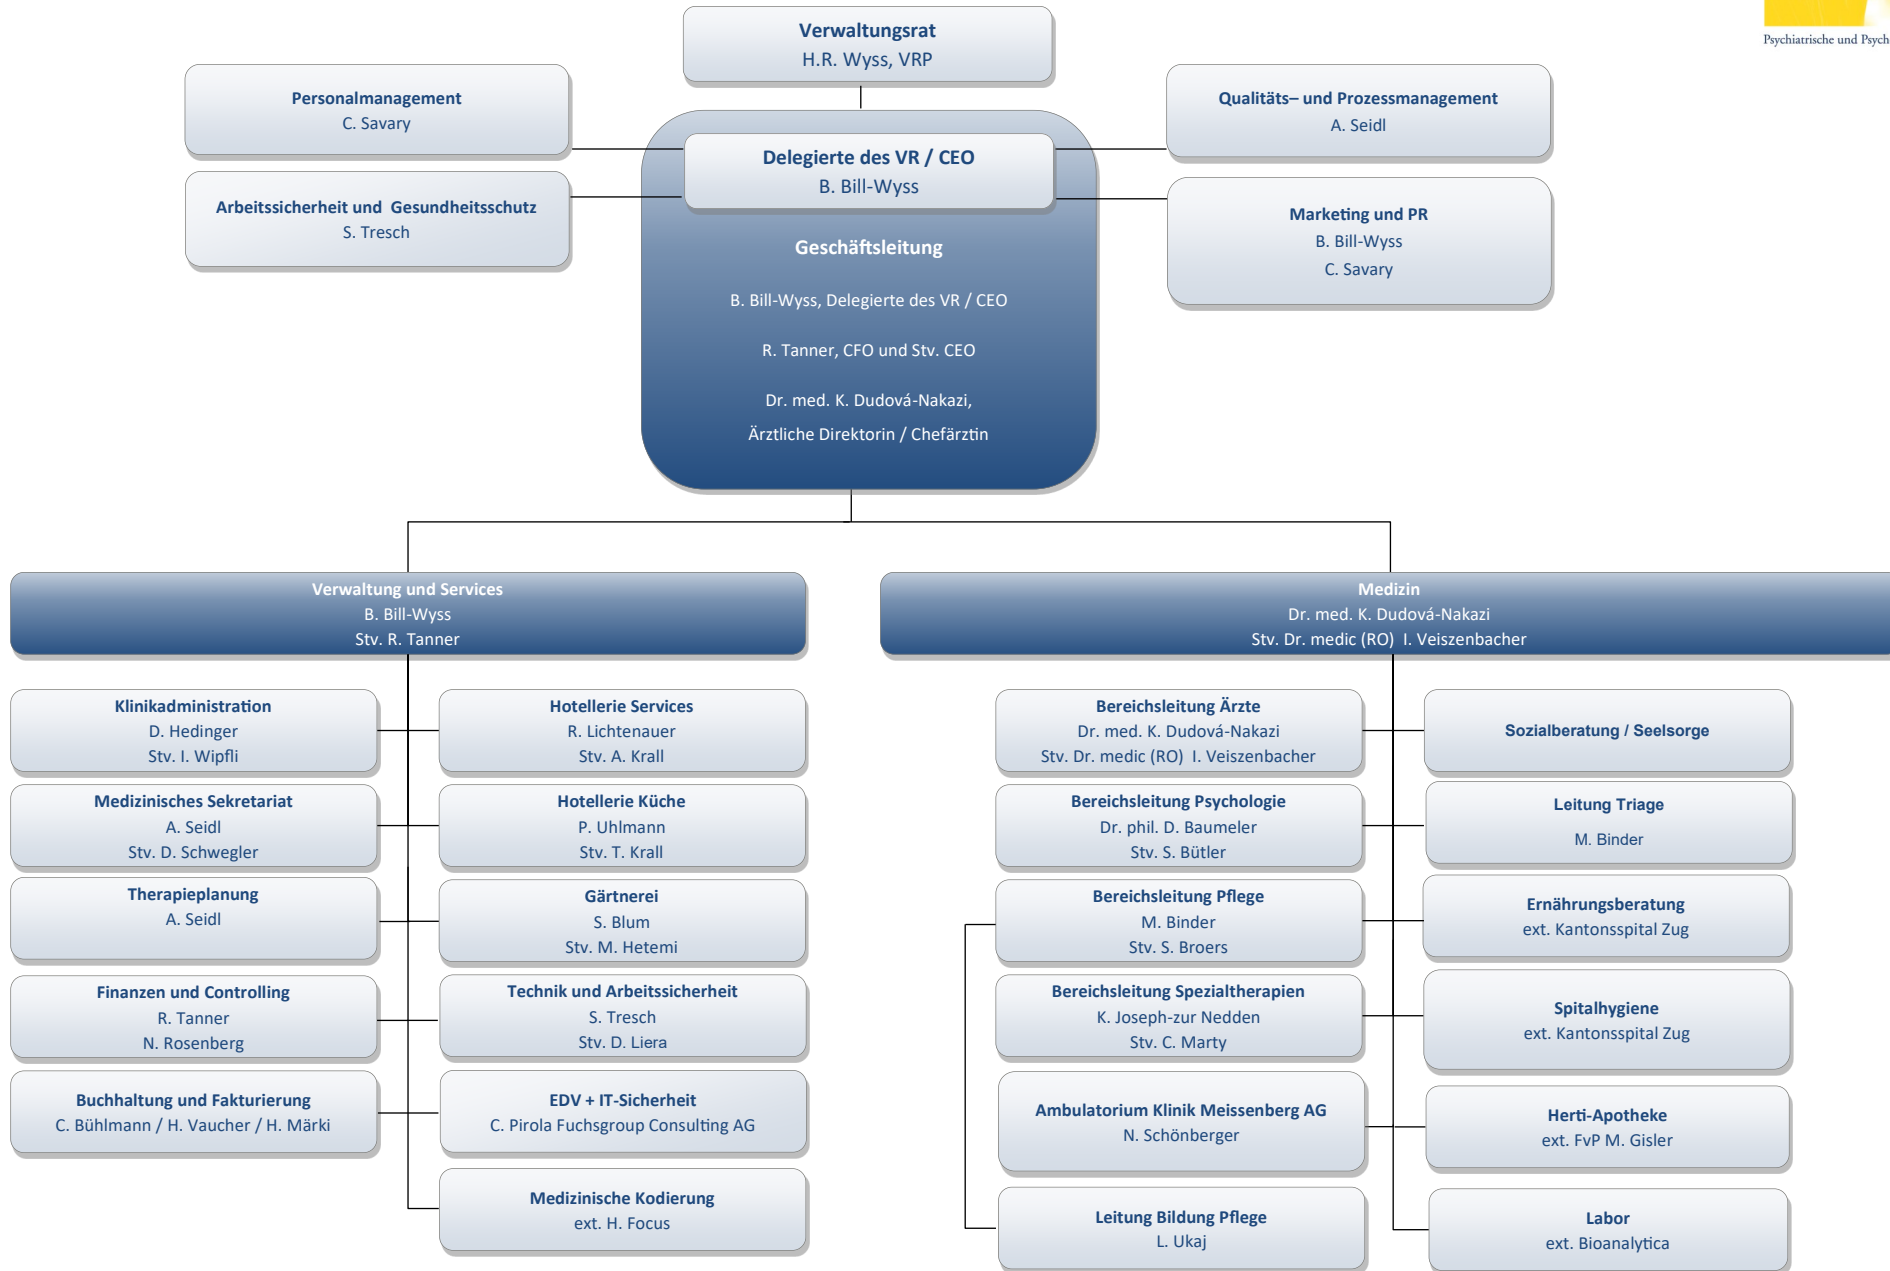 Psychiatrische und Psych
Verwaltungsrat
H.R. Wyss, VRP
Personalmanagement
C. Savary
Qualitäts– und Prozessmanagement
A. Seidl
Delegierte des VR / CEO
B. Bill-Wyss
Arbeitssicherheit und Gesundheitsschutz
S. Tresch
Marketing und PR
B. Bill-Wyss
C. Savary
Geschäftsleitung
B. Bill-Wyss, Delegierte des VR / CEO
R. Tanner, CFO und Stv. CEO
Dr. med. K. Dudová-Nakazi,
Ärztliche Direktorin / Chefärztin
Verwaltung und Services
B. Bill-Wyss
Stv. R. Tanner
Medizin
Dr. med. K. Dudová-Nakazi
Stv. Dr. medic (RO) I. Veiszenbacher
Klinikadministration
D. Hedinger
Stv. I. Wipfli
Hotellerie Services
R. Lichtenauer
Stv. A. Krall
Medizinisches Sekretariat
A. Seidl
Stv. D. Schwegler
Hotellerie Küche
P. Uhlmann
Stv. T. Krall
Therapieplanung
A. Seidl
Gärtnerei
S. Blum
Stv. M. Hetemi
Finanzen und Controlling
R. Tanner
N. Rosenberg
Technik und Arbeitssicherheit
S. Tresch
Stv. D. Liera
Buchhaltung und Fakturierung
C. Bühlmann / H. Vaucher / H. Märki
EDV + IT-Sicherheit
C. Pirola Fuchsgroup Consulting AG
Medizinische Kodierung
ext. H. Focus
Bereichsleitung Ärzte
Dr. med. K. Dudová-Nakazi
Stv. Dr. medic (RO) I. Veiszenbacher
Sozialberatung / Seelsorge
Bereichsleitung Psychologie
Dr. phil. D. Baumeler
Stv. S. Bütler
Leitung Triage
M. Binder
Bereichsleitung Pflege
M. Binder
Stv. S. Broers
Ernährungsberatung
ext. Kantonsspital Zug
Bereichsleitung Spezialtherapien
K. Joseph-zur Nedden
Stv. C. Marty
Spitalhygiene
ext. Kantonsspital Zug
Ambulatorium Klinik Meissenberg AG
N. Schönberger
Herti-Apotheke
ext. FvP M. Gisler
Leitung Bildung Pflege
L. Ukaj
Labor
ext. Bioanalytica